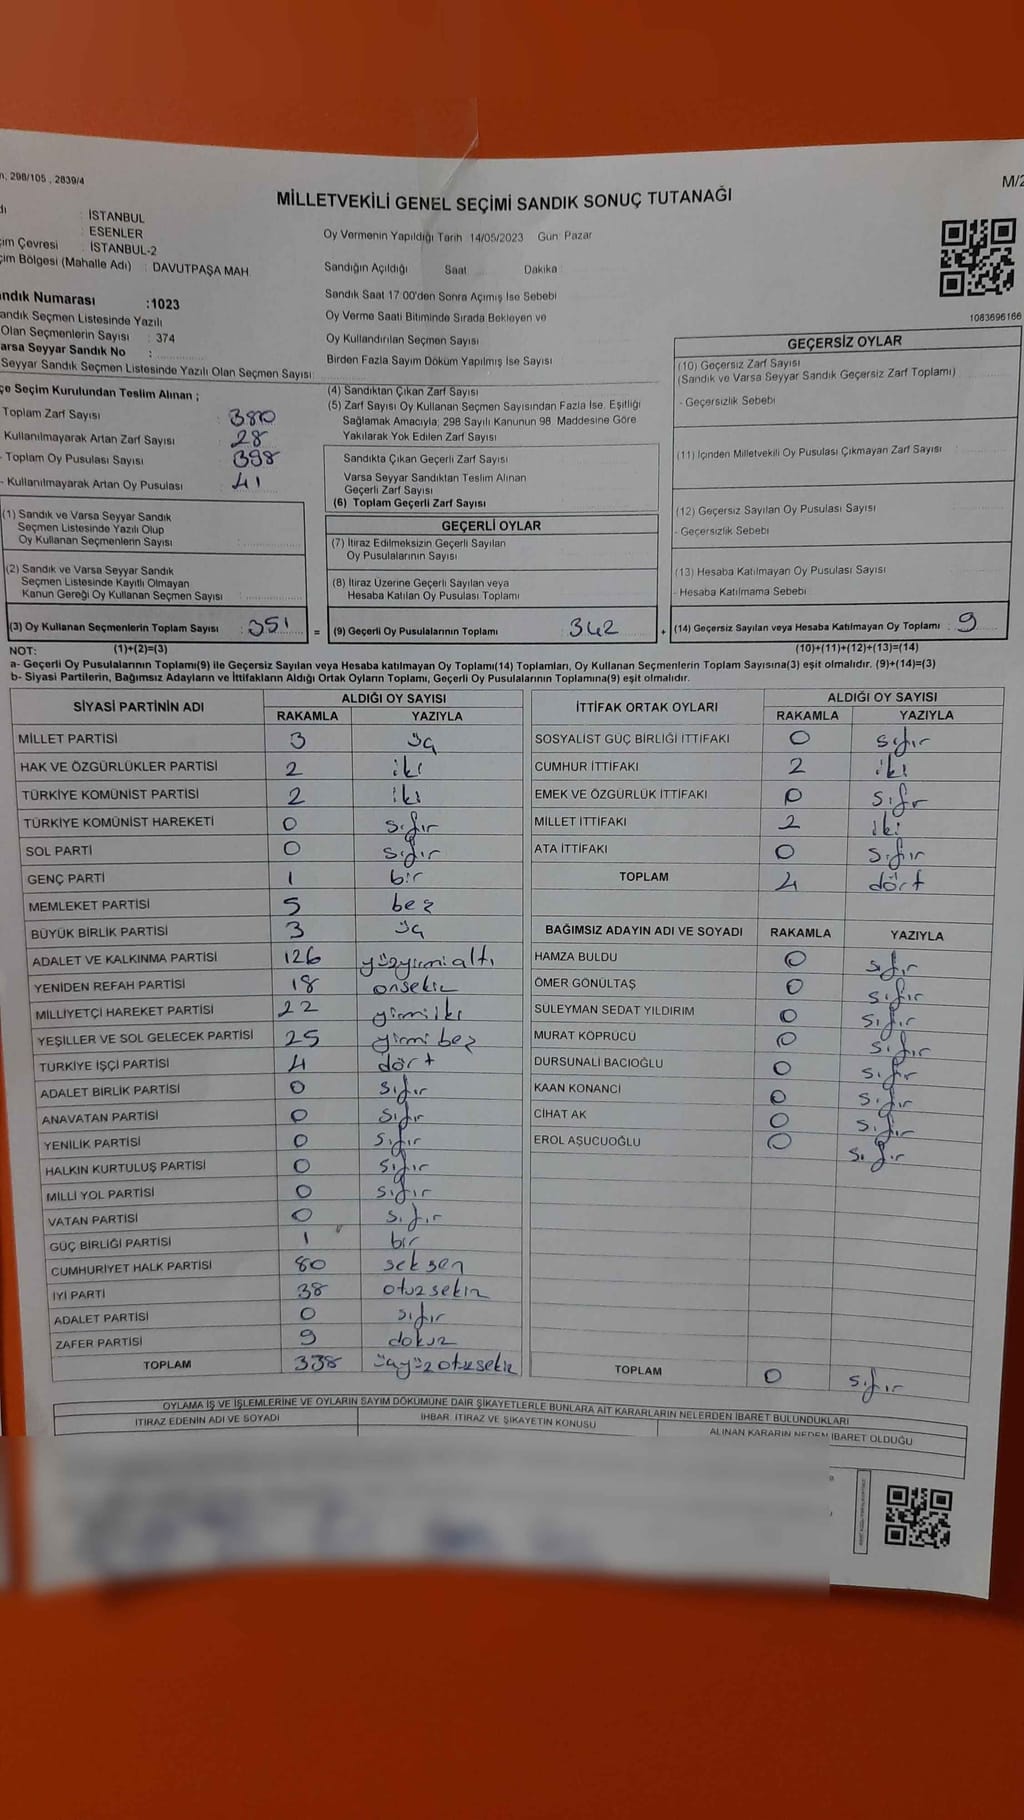 298/105 , 2839/4
M/2
MİLLETVEKİLİ GENEL SEÇİMİ SANDIK SONUÇ TUTANAĞI
: İSTANBUL
: ESENLER
Çevresi : İSTANBUL-2
Bölgesi (Mahalle Adı) : DAVUTPAŞA MAH.
Oy Vermenin Yapıldığı Tarih 14/05/2023 Gün: Pazar
Sandığın Açıldığı Saat Dakika
Sandık Saat 17:00'den Sonra Açımış İse Sebebi
Oy Verme Saati Bitiminde Sırada Bekleyen ve
Oy Kullandırılan Seçmen Sayısı
Birden Fazla Sayım Döküm Yapılmış İse Sayısı
1083696166
Numarası :1023
Seçmen Listesinde Yazılı
Olan Seçmenlerin Sayısı : 374
Seyyar Sandık No :
Seyyar Sandık Seçmen Listesinde Yazılı Olan Seçmen Sayısı:
Seçim Kurulundan Teslim Alınan ;
Toplam Zarf Sayısı : 380
Kullanılmayarak Artan Zarf Sayısı : 28
- Toplam Oy Pusulası Sayısı : 398
- Kullanılmayarak Artan Oy Pusulası : 41
(1) Sandık ve Varsa Seyyar Sandık
Seçmen Listesinde Yazılı Olup
Oy Kullanan Seçmenlerin Sayısı :
(2) Sandık ve Varsa Seyyar Sandık
Seçmen Listesinde Kayıtlı Olmayan
Kanun Gereği Oy Kullanan Seçmen Sayısı :
(3) Oy Kullanan Seçmenlerin Toplam Sayısı : 351 =
(4) Sandıktan Çıkan Zarf Sayısı
(5) Zarf Sayısı Oy Kullanan Seçmen Sayısından Fazla İse, Eşitliği
Sağlamak Amacıyla; 298 Sayılı Kanunun 98. Maddesine Göre
Yakılarak Yok Edilen Zarf Sayısı
Sandıkta Çıkan Geçerli Zarf Sayısı
Varsa Seyyar Sandıktan Teslim Alınan
Geçerli Zarf Sayısı
(6) Toplam Geçerli Zarf Sayısı
GEÇERLİ OYLAR
(7) İtiraz Edilmeksizin Geçerli Sayılan
Oy Pusulalarının Sayısı
(8) İtiraz Üzerine Geçerli Sayılan veya
Hesaba Katılan Oy Pusulası Toplamı
(9) Geçerli Oy Pusulalarının Toplamı : 342 +
GEÇERSİZ OYLAR
(10) Geçersiz Zarf Sayısı
(Sandık ve Varsa Seyyar Sandık Geçersiz Zarf Toplamı)
- Geçersizlik Sebebi
(11) İçinden Milletvekili Oy Pusulası Çıkmayan Zarf Sayısı
(12) Geçersiz Sayılan Oy Pusulası Sayısı
- Geçersizlik Sebebi
(13) Hesaba Katılmayan Oy Pusulası Sayısı
- Hesaba Katılmama Sebebi
(14) Geçersiz Sayılan veya Hesaba Katılmayan Oy Toplamı : 9
NOT: (1)+(2)=(3) (10)+(11)+(12)+(13)=(14)
a- Geçerli Oy Pusulalarının Toplamı(9) ile Geçersiz Sayılan veya Hesaba katılmayan Oy Toplamı(14) Toplamları, Oy Kullanan Seçmenlerin Toplam Sayısına(3) eşit olmalıdır. (9)+(14)=(3)
b- Siyasi Partilerin, Bağımsız Adayların ve İttifakların Aldığı Ortak Oyların Toplamı, Geçerli Oy Pusulalarının Toplamına(9) eşit olmalıdır.
SİYASİ PARTİNİN ADI ALDIĞI OY SAYISI
RAKAMLA YAZIYLA
MİLLET PARTİSİ 3 üç
HAK VE ÖZGÜRLÜKLER PARTİSİ 2 iki
TÜRKİYE KOMÜNİST PARTİSİ 2 iki
TÜRKİYE KOMÜNİST HAREKETİ 0 sıfır
SOL PARTİ 0 sıfır
GENÇ PARTİ 1 bir
MEMLEKET PARTİSİ 5 beş
BÜYÜK BİRLİK PARTİSİ 3 üç
ADALET VE KALKINMA PARTİSİ 126 yüzyirmialtı
YENİDEN REFAH PARTİSİ 18 onsekiz
MİLLİYETÇİ HAREKET PARTİSİ 22 yirmiiki
YEŞİLLER VE SOL GELECEK PARTİSİ 25 yirmibeş
TÜRKİYE İŞÇİ PARTİSİ 4 dört
ADALET BİRLİK PARTİSİ 0 sıfır
ANAVATAN PARTİSİ 0 sıfır
YENİLİK PARTİSİ 0 sıfır
HALKIN KURTULUŞ PARTİSİ 0 sıfır
MİLLİ YOL PARTİSİ 0 sıfır
VATAN PARTİSİ 0 sıfır
GÜÇ BİRLİĞİ PARTİSİ 1 bir
CUMHURİYET HALK PARTİSİ 80 seksen
İYİ PARTİ 38 otuzsekiz
ADALET PARTİSİ 0 sıfır
ZAFER PARTİSİ 9 dokuz
TOPLAM 338 üçyüzotuzsekiz
İTTİFAK ORTAK OYLARI ALDIĞI OY SAYISI
RAKAMLA YAZIYLA
SOSYALİST GÜÇ BİRLİĞİ İTTİFAKI 0 sıfır
CUMHUR İTTİFAKI 2 iki
EMEK VE ÖZGÜRLÜK İTTİFAKI 0 sıfır
MİLLET İTTİFAKI 2 iki
ATA İTTİFAKI 0 sıfır
TOPLAM 4 dört
BAĞIMSIZ ADAYIN ADI VE SOYADI RAKAMLA YAZIYLA
HAMZA BULDU 0 sıfır
ÖMER GÖNÜLTAŞ 0 sıfır
SÜLEYMAN SEDAT YILDIRIM 0 sıfır
MURAT KÖPRÜCÜ 0 sıfır
DURSUNALİ BACIOĞLU 0 sıfır
KAAN KONANCİ 0 sıfır
CİHAT AK 0 sıfır
EROL AŞUCUOĞLU 0 sıfır
TOPLAM 0 sıfır
OYLAMA İŞ VE İŞLEMLERİNE VE OYLARIN SAYIM DÖKÜMÜNE DAİR ŞİKAYETLERLE BUNLARA AİT KARARLARIN NELERDEN İBARET BULUNDUKLARI
İTİRAZ EDENİN ADI VE SOYADI İHBAR, İTİRAZ VE ŞİKAYETİN KONUSU ALINAN KARARIN NEDEN İBARET OLDUĞU